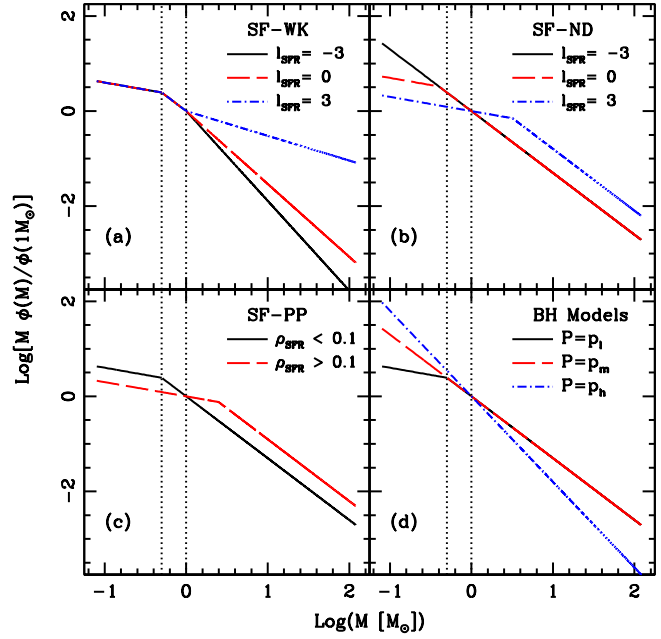 SF-WK
l_SFR = -3
l_SFR = 0
l_SFR = 3
(a)
SF-ND
l_SFR = -3
l_SFR = 0
l_SFR = 3
(b)
SF-PP
ρ_SFR < 0.1
ρ_SFR > 0.1
(c)
BH Models
P=p_l
P=p_m
P=p_h
(d)
2
0
-2
2
0
-2
Log[M φ(M)/φ(1M_⊙)]
-1 0 1 2 -1 0 1 2
Log(M [M_⊙])